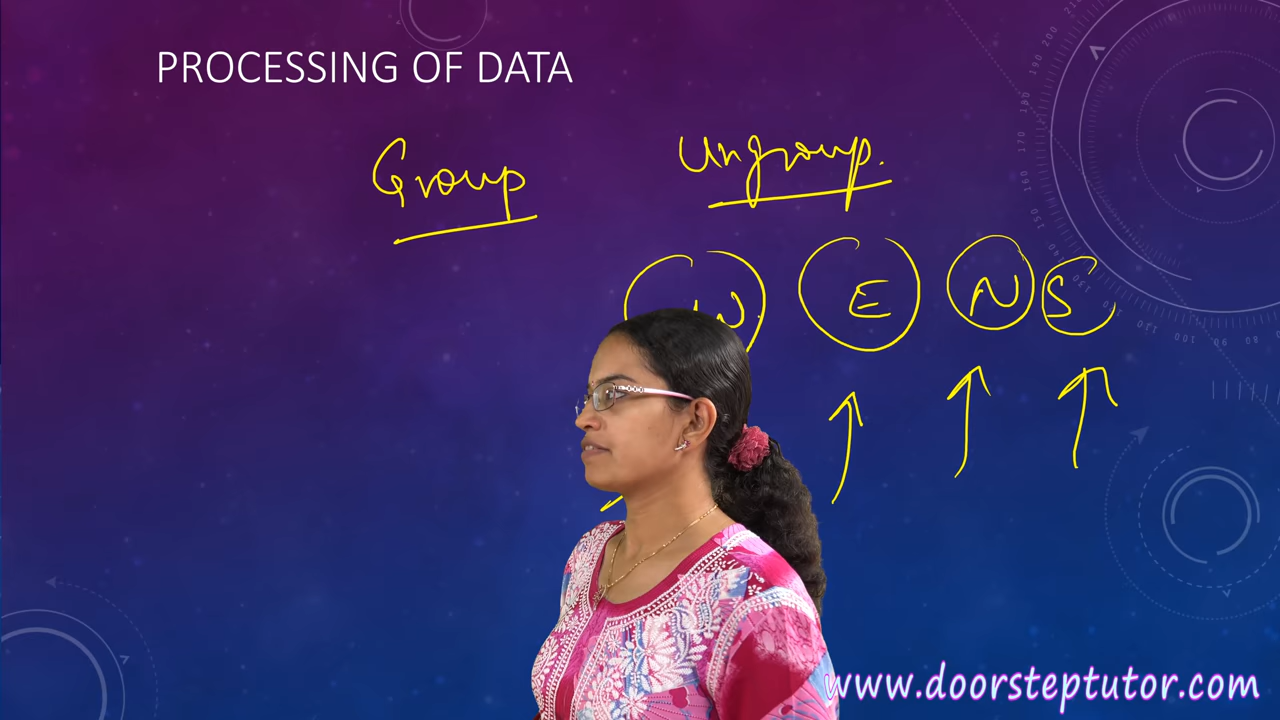 PROCESSING OF DATA
Group Ungroup.
W. E N S
www.doorsteptutor.com